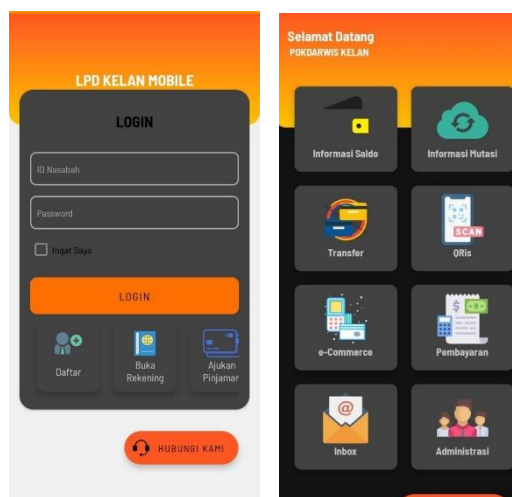 LPD KELAN MOBILE
LOGIN
ID Nasabah
Password
Ingat Saya
LOGIN
Daftar
Buka
Rekening
Ajukan
Pinjamar
HUBUNGI KAMI
Selamat Datang
POKDARWIS KELAN
Informasi Saldo
Informasi Mutasi
Transfer
SCAN
QRis
e-Commerce
$
Pembayaran
@
Inbox
Administrasi